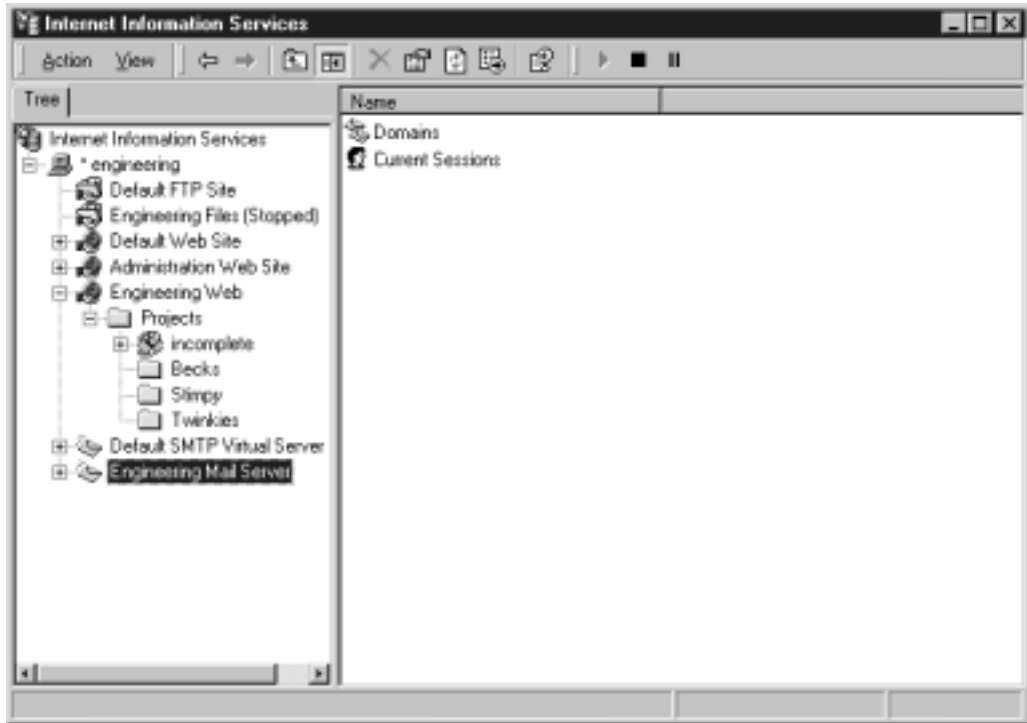 Internet Information Services
Action View
Tree
Name
Internet Information Services
* engineering
Default FTP Site
Engineering Files (Stopped)
Default Web Site
Administration Web Site
Engineering Web
Projects
incomplete
Becks
Stimpy
Twinkies
Default SMTP Virtual Server
Engineering Mail Server
Domains
Current Sessions